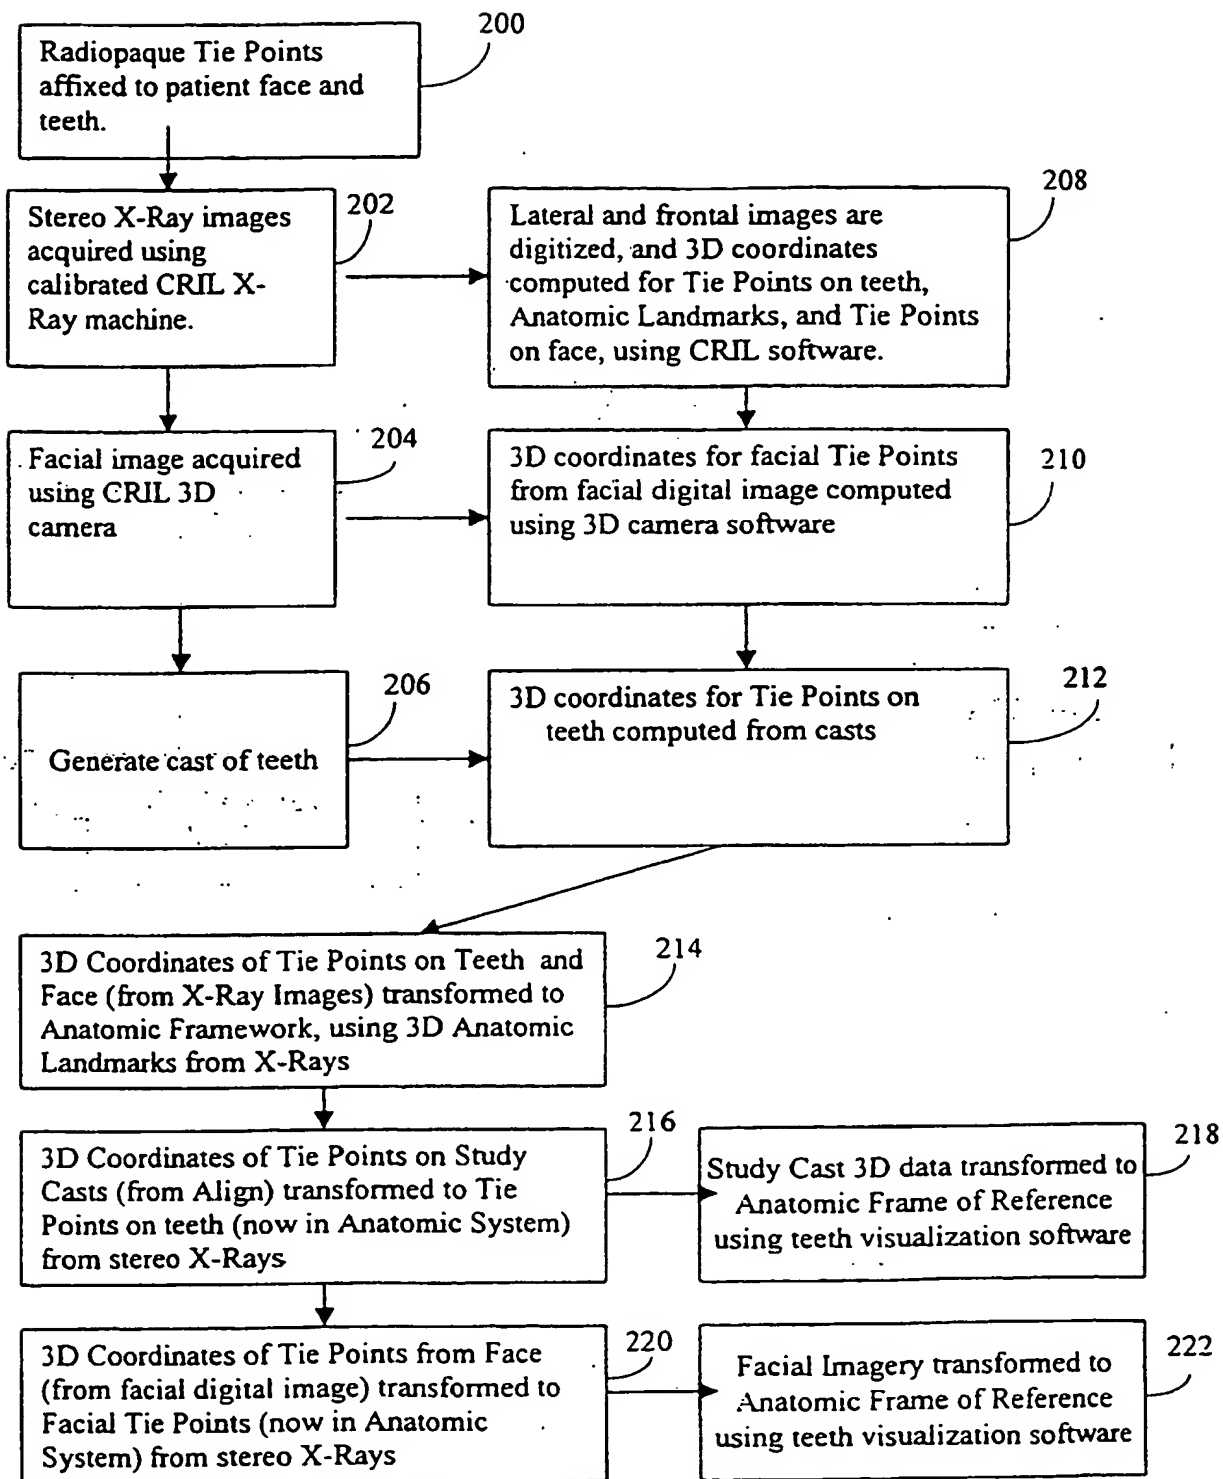 200
Radiopaque Tie Points
affixed to patient face and
teeth.
202
Stereo X-Ray images
acquired using
calibrated CRIL X-
Ray machine.
208
Lateral and frontal images are
digitized, and 3D coordinates
computed for Tie Points on teeth,
Anatomic Landmarks, and Tie Points
on face, using CRIL software.
204
Facial image acquired
using CRIL 3D
camera
210
3D coordinates for facial Tie Points
from facial digital image computed
using 3D camera software
206
Generate cast of teeth
212
3D coordinates for Tie Points on
teeth computed from casts
214
3D Coordinates of Tie Points on Teeth and
Face (from X-Ray Images) transformed to
Anatomic Framework, using 3D Anatomic
Landmarks from X-Rays
216
3D Coordinates of Tie Points on Study
Casts (from Align) transformed to Tie
Points on teeth (now in Anatomic System)
from stereo X-Rays
218
Study Cast 3D data transformed to
Anatomic Frame of Reference
using teeth visualization software
220
3D Coordinates of Tie Points from Face
(from facial digital image) transformed to
Facial Tie Points (now in Anatomic
System) from stereo X-Rays
222
Facial Imagery transformed to
Anatomic Frame of Reference
using teeth visualization software